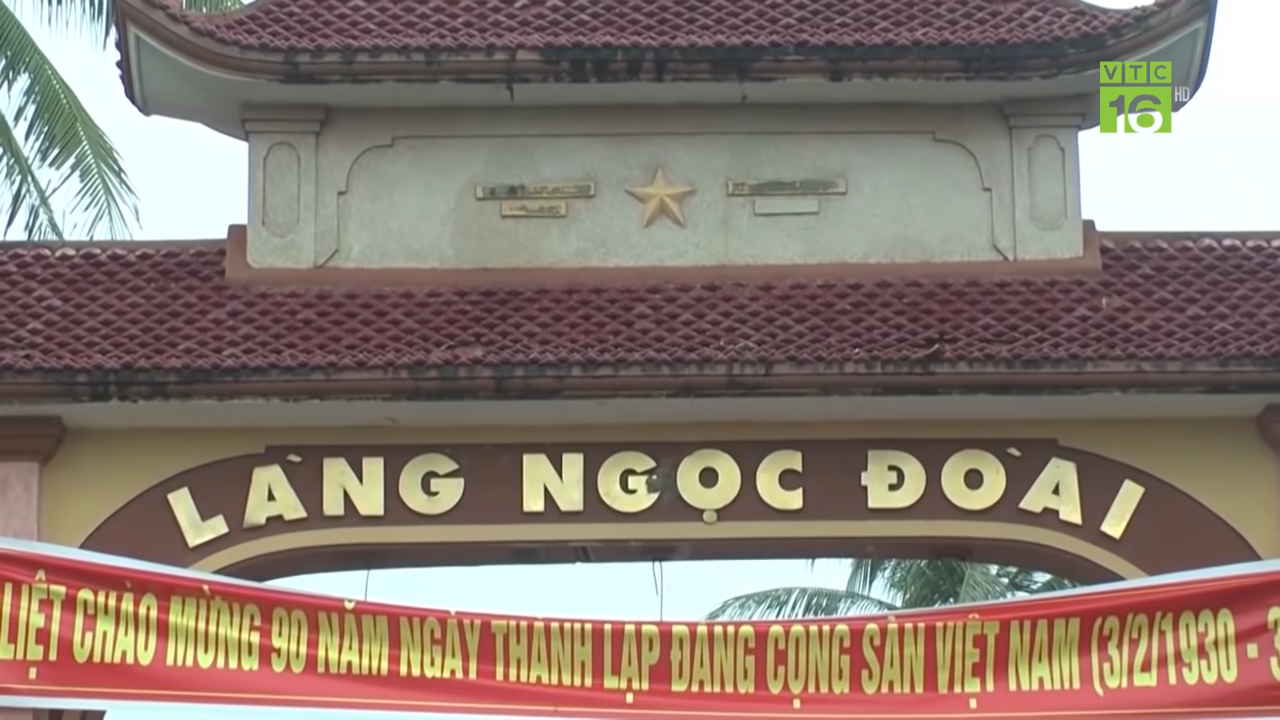 VTC
16 HD
LÀNG NGỌC ĐOÀI
LIỆT CHÀO MỪNG 90 NĂM NGÀY THÀNH LẬP ĐẢNG CỘNG SẢN VIỆT NAM (3/2/1930 - 3